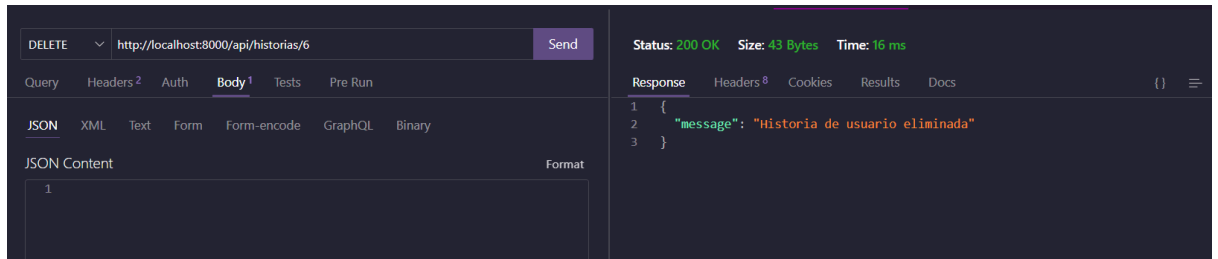 DELETE http://localhost:8000/api/historias/6 Send
Query Headers 2 Auth Body 1 Tests Pre Run
JSON XML Text Form Form-encode GraphQL Binary
JSON Content Format
1
Status: 200 OK Size: 43 Bytes Time: 16 ms
Response Headers 8 Cookies Results Docs {}
1 {
2 "message": "Historia de usuario eliminada"
3 }